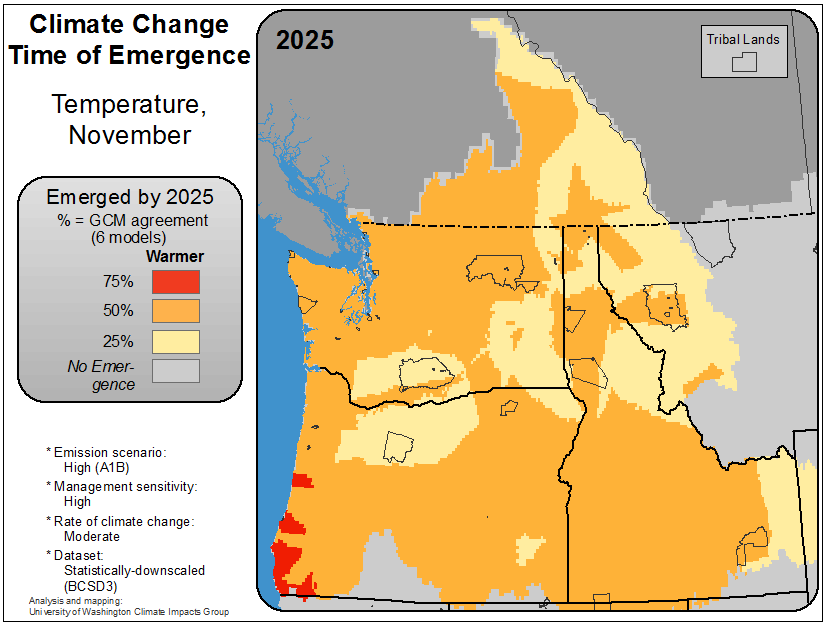 Climate Change
Time of Emergence
Temperature,
November
Emerged by 2025
% = GCM agreement
(6 models)
Warmer
75%
50%
25%
No Emer-
gence
* Emission scenario:
High (A1B)
* Management sensitivity:
High
* Rate of climate change:
Moderate
* Dataset:
Statistically-downscaled
(BCSD3)
Analysis and mapping:
University of Washington Climate Impacts Group
2025
Tribal Lands